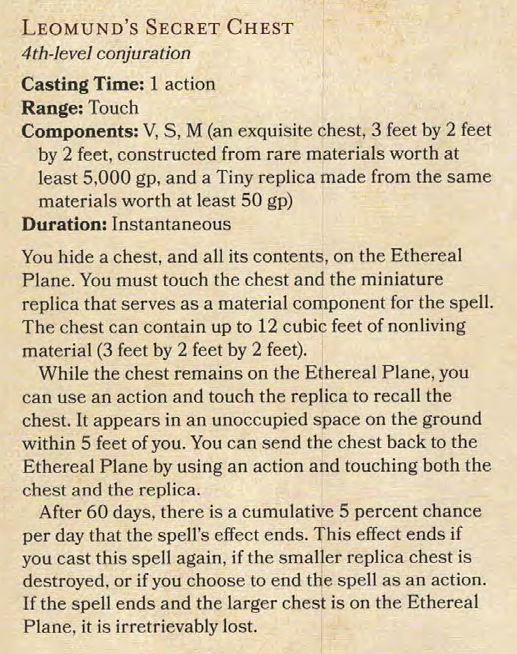 LEOMUND'S SECRET CHEST
4th-level conjuration
Casting Time: 1 action
Range: Touch
Components: V, S, M (an exquisite chest, 3 feet by 2 feet
by 2 feet, constructed from rare materials worth at
least 5,000 gp, and a Tiny replica made from the same
materials worth at least 50 gp)
Duration: Instantaneous
You hide a chest, and all its contents, on the Ethereal
Plane. You must touch the chest and the miniature
replica that serves as a material component for the spell.
The chest can contain up to 12 cubic feet of nonliving
material (3 feet by 2 feet by 2 feet).
While the chest remains on the Ethereal Plane, you
can use an action and touch the replica to recall the
chest. It appears in an unoccupied space on the ground
within 5 feet of you. You can send the chest back to the
Ethereal Plane by using an action and touching both the
chest and the replica.
After 60 days, there is a cumulative 5 percent chance
per day that the spell's effect ends. This effect ends if
you cast this spell again, if the smaller replica chest is
destroyed, or if you choose to end the spell as an action.
If the spell ends and the larger chest is on the Ethereal
Plane, it is irretrievably lost.